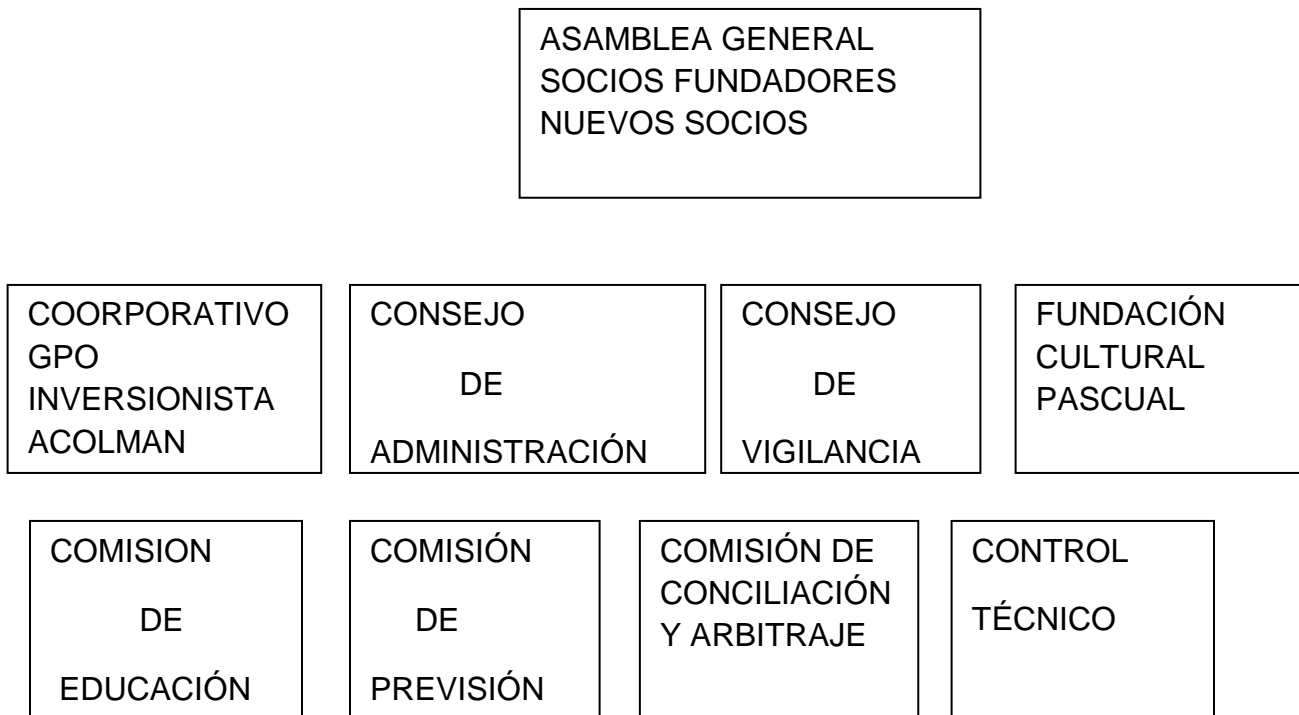 ASAMBLEA GENERAL
SOCIOS FUNDADORES
NUEVOS SOCIOS
COORPORATIVO
GPO
INVERSIONISTA
ACOLMAN
CONSEJO
DE
ADMINISTRACIÓN
CONSEJO
DE
VIGILANCIA
FUNDACIÓN
CULTURAL
PASCUAL
COMISION
DE
EDUCACIÓN
COMISIÓN
DE
PREVISIÓN
COMISIÓN DE
CONCILIACIÓN
Y ARBITRAJE
CONTROL
TÉCNICO